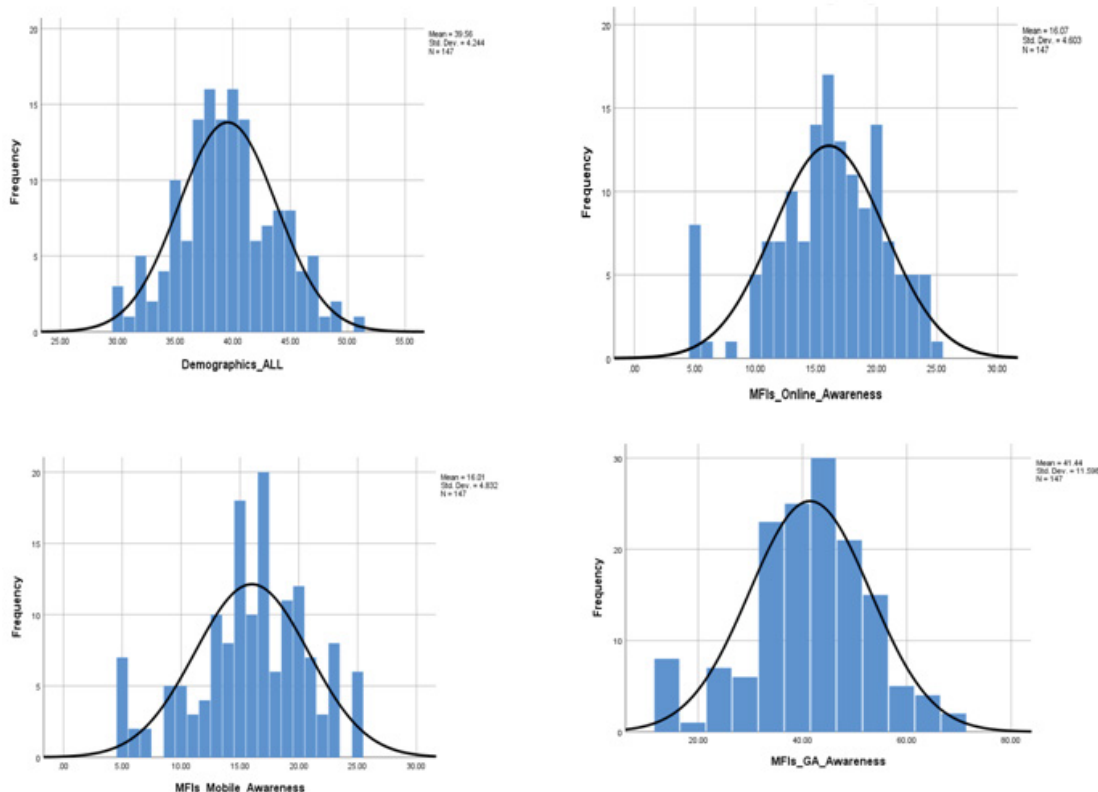 20
15
10
5
0
Frequency
25.00 30.00 35.00 40.00 45.00 50.00 55.00
Demographics_ALL
Mean = 39.56
Std. Dev. = 4.244
N = 147
20
15
10
5
0
Frequency
.00 5.00 10.00 15.00 20.00 25.00 30.00
MFIs_Online_Awareness
Mean = 16.07
Std. Dev. = 4.603
N = 147
20
15
10
5
0
Frequency
.00 5.00 10.00 15.00 20.00 25.00 30.00
MFIs_Mobile_Awareness
Mean = 16.01
Std. Dev. = 4.832
N = 147
30
20
10
0
Frequency
20.00 40.00 60.00 80.00
MFIs_GA_Awareness
Mean = 41.44
Std. Dev. = 11.596
N = 147